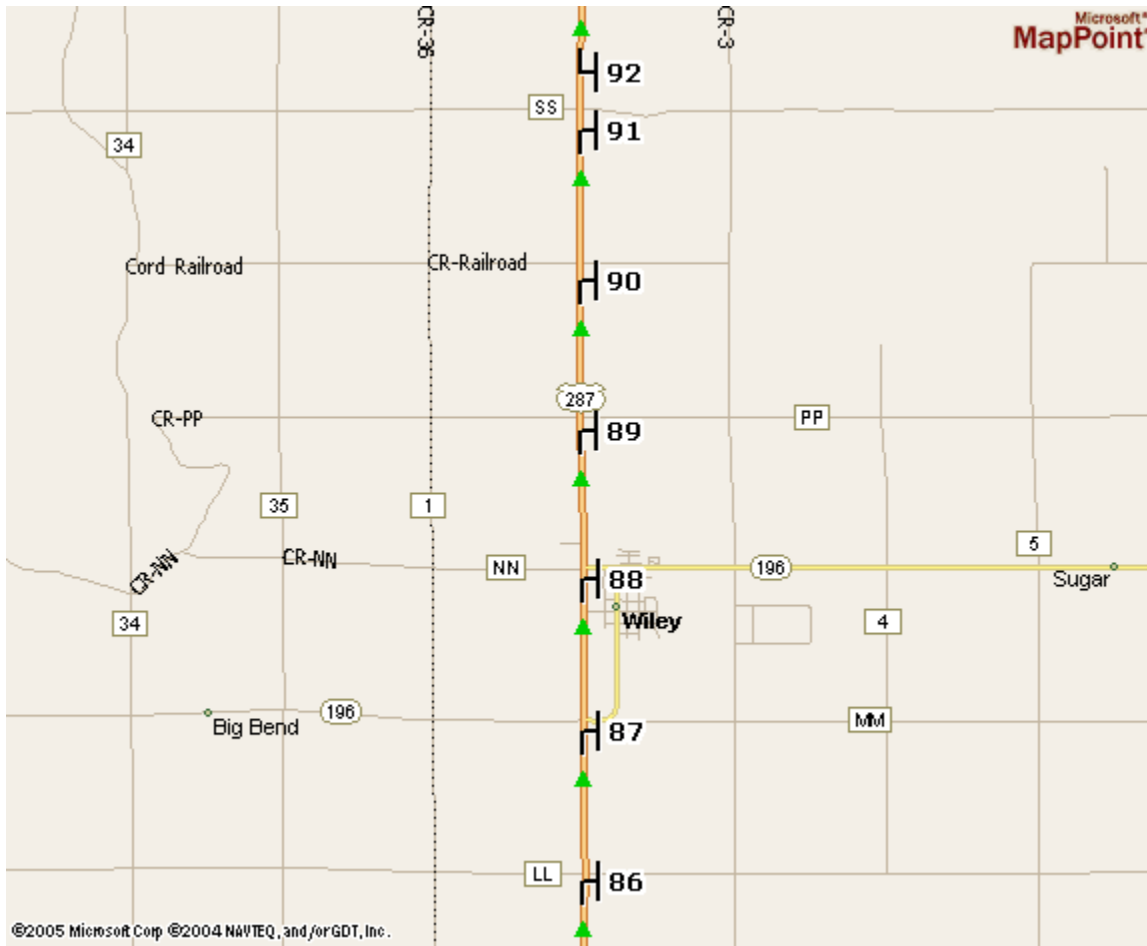 CR-36
CR-3
Microsoft®
MapPoint®
92
SS
91
34
Cord Railroad
CR-Railroad
90
287
CR-PP
PP
89
35
1
5
CR-NN
CR-NN
NN
196
88
Sugar
Wiley
34
4
196
Big Bend
MM
87
LL
86
©2005 Microsoft Corp ©2004 NAVTEQ, and/or GDT, Inc.